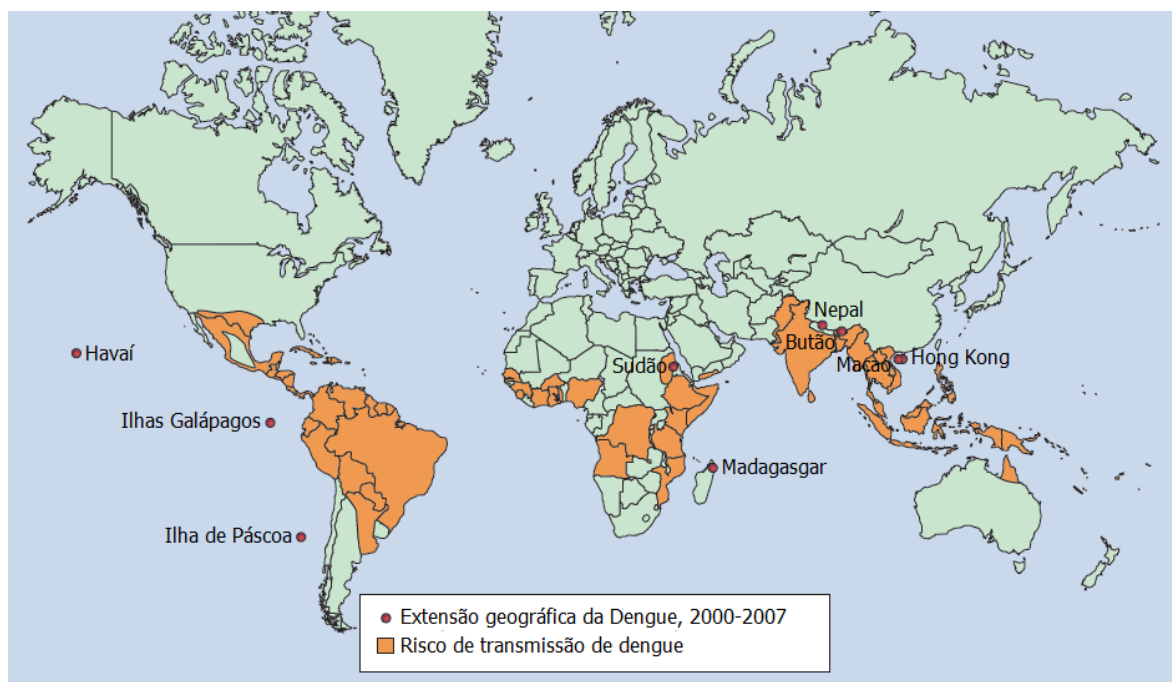 Nepal
Havaí
Butão
Hong Kong
Sudão
Macao
Ilhas Galápagos
Madagasgar
Ilha de Páscoa
Extensão geográfica da Dengue, 2000-2007
Risco de transmissão de dengue